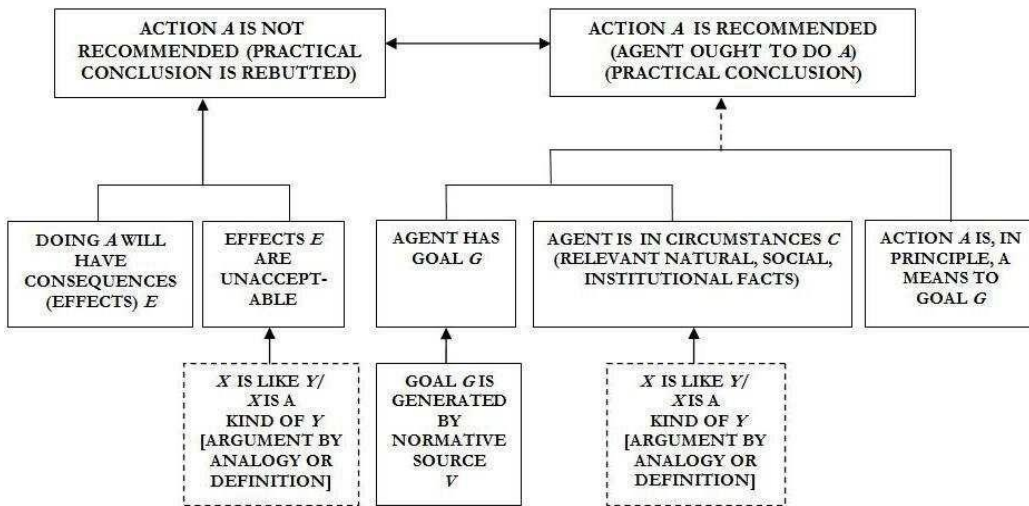 ACTION A IS NOT
RECOMMENDED (PRACTICAL
CONCLUSION IS REBUTTED)
ACTION A IS RECOMMENDED
(AGENT OUGHT TO DO A)
(PRACTICAL CONCLUSION)
DOING A WILL
HAVE
CONSEQUENCES
(EFFECTS) E
EFFECTS E
ARE
UNACCEPT-
ABLE
AGENT HAS
GOAL G
AGENT IS IN CIRCUMSTANCES C
(RELEVANT NATURAL, SOCIAL,
INSTITUTIONAL FACTS)
ACTION A IS, IN
PRINCIPLE, A
MEANS TO
GOAL G
X IS LIKE Y/
X IS A
KIND OF Y
[ARGUMENT BY
ANALOGY OR
DEFINITION]
GOAL G IS
GENERATED
BY
NORMATIVE
SOURCE
V
X IS LIKE Y/
X IS A
KIND OF Y
[ARGUMENT BY
ANALOGY OR
DEFINITION]